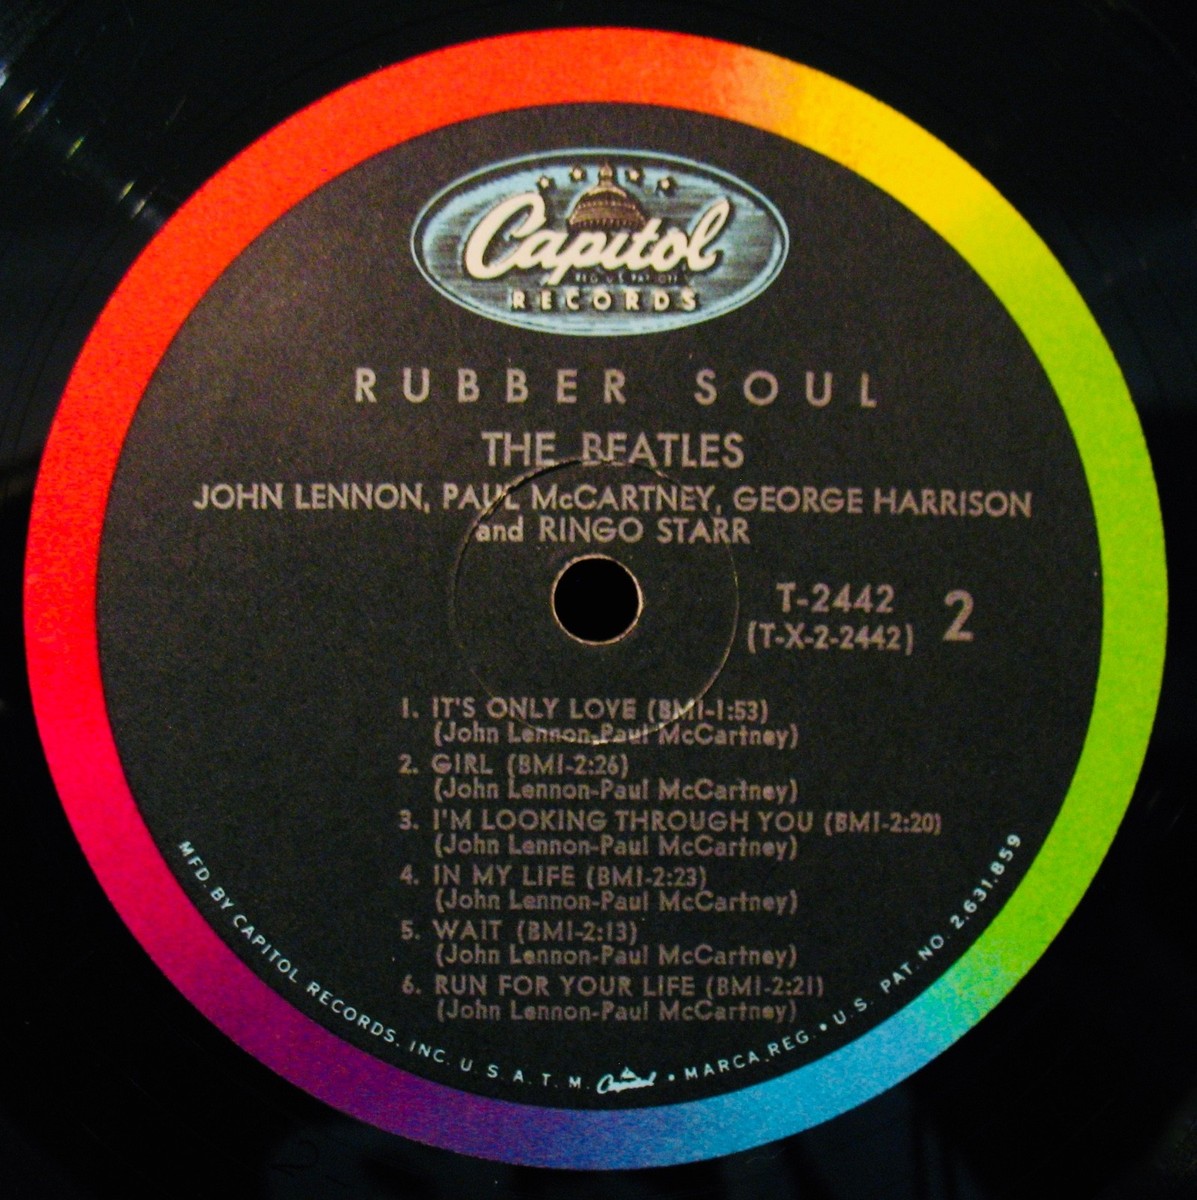 Capitol
RECORDS
RUBBER SOUL
THE BEATLES
JOHN LENNON, PAUL McCARTNEY, GEORGE HARRISON
and RINGO STARR
T-2442
(T-X-2-2442)
2
1. IT'S ONLY LOVE (BMI-1:53)
(John Lennon-Paul McCartney)
2. GIRL (BMI-2:26)
(John Lennon-Paul McCartney)
3. I'M LOOKING THROUGH YOU (BMI-2:20)
(John Lennon-Paul McCartney)
4. IN MY LIFE (BMI-2:23)
(John Lennon-Paul McCartney)
5. WAIT (BMI-2:13)
(John Lennon-Paul McCartney)
6. RUN FOR YOUR LIFE (BMI-2:21)
(John Lennon-Paul McCartney)
MFD. BY CAPITOL RECORDS, INC. U. S. A. T. M. Capitol • MARCA REG. • U.S. PAT. NO. 2,631,859